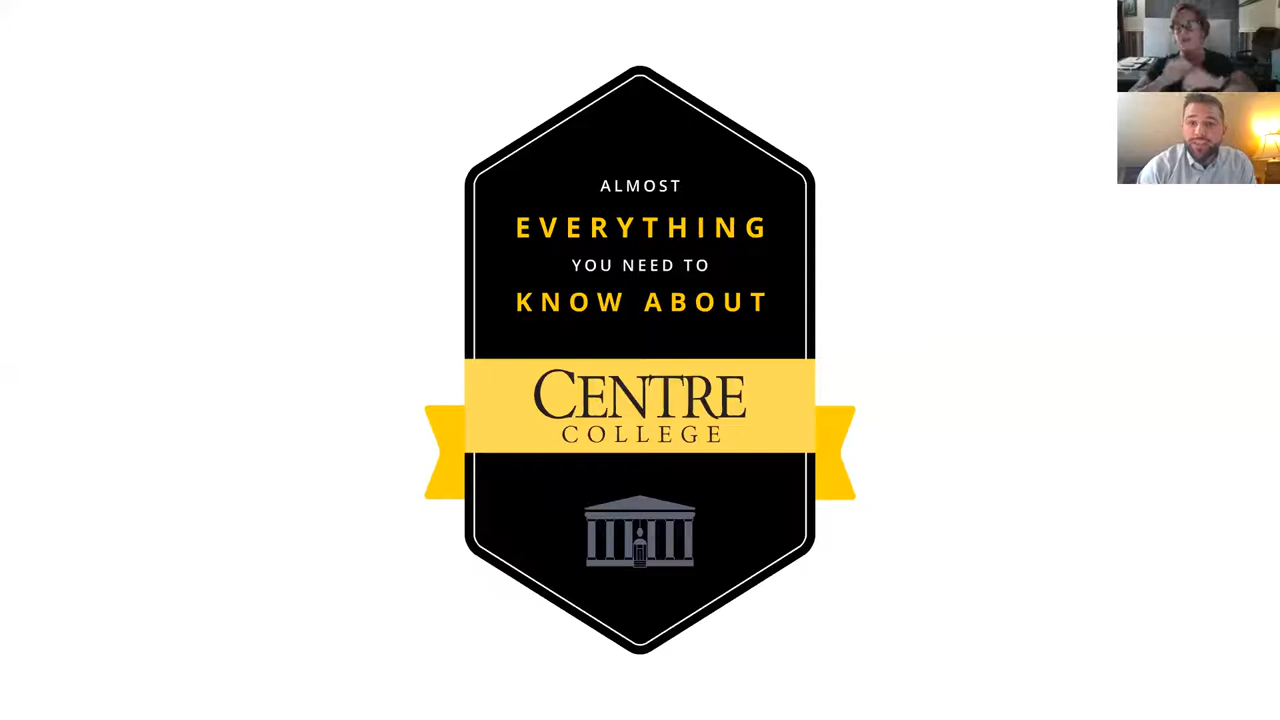 ALMOST
EVERYTHING
YOU NEED TO
KNOW ABOUT
CENTRE
COLLEGE